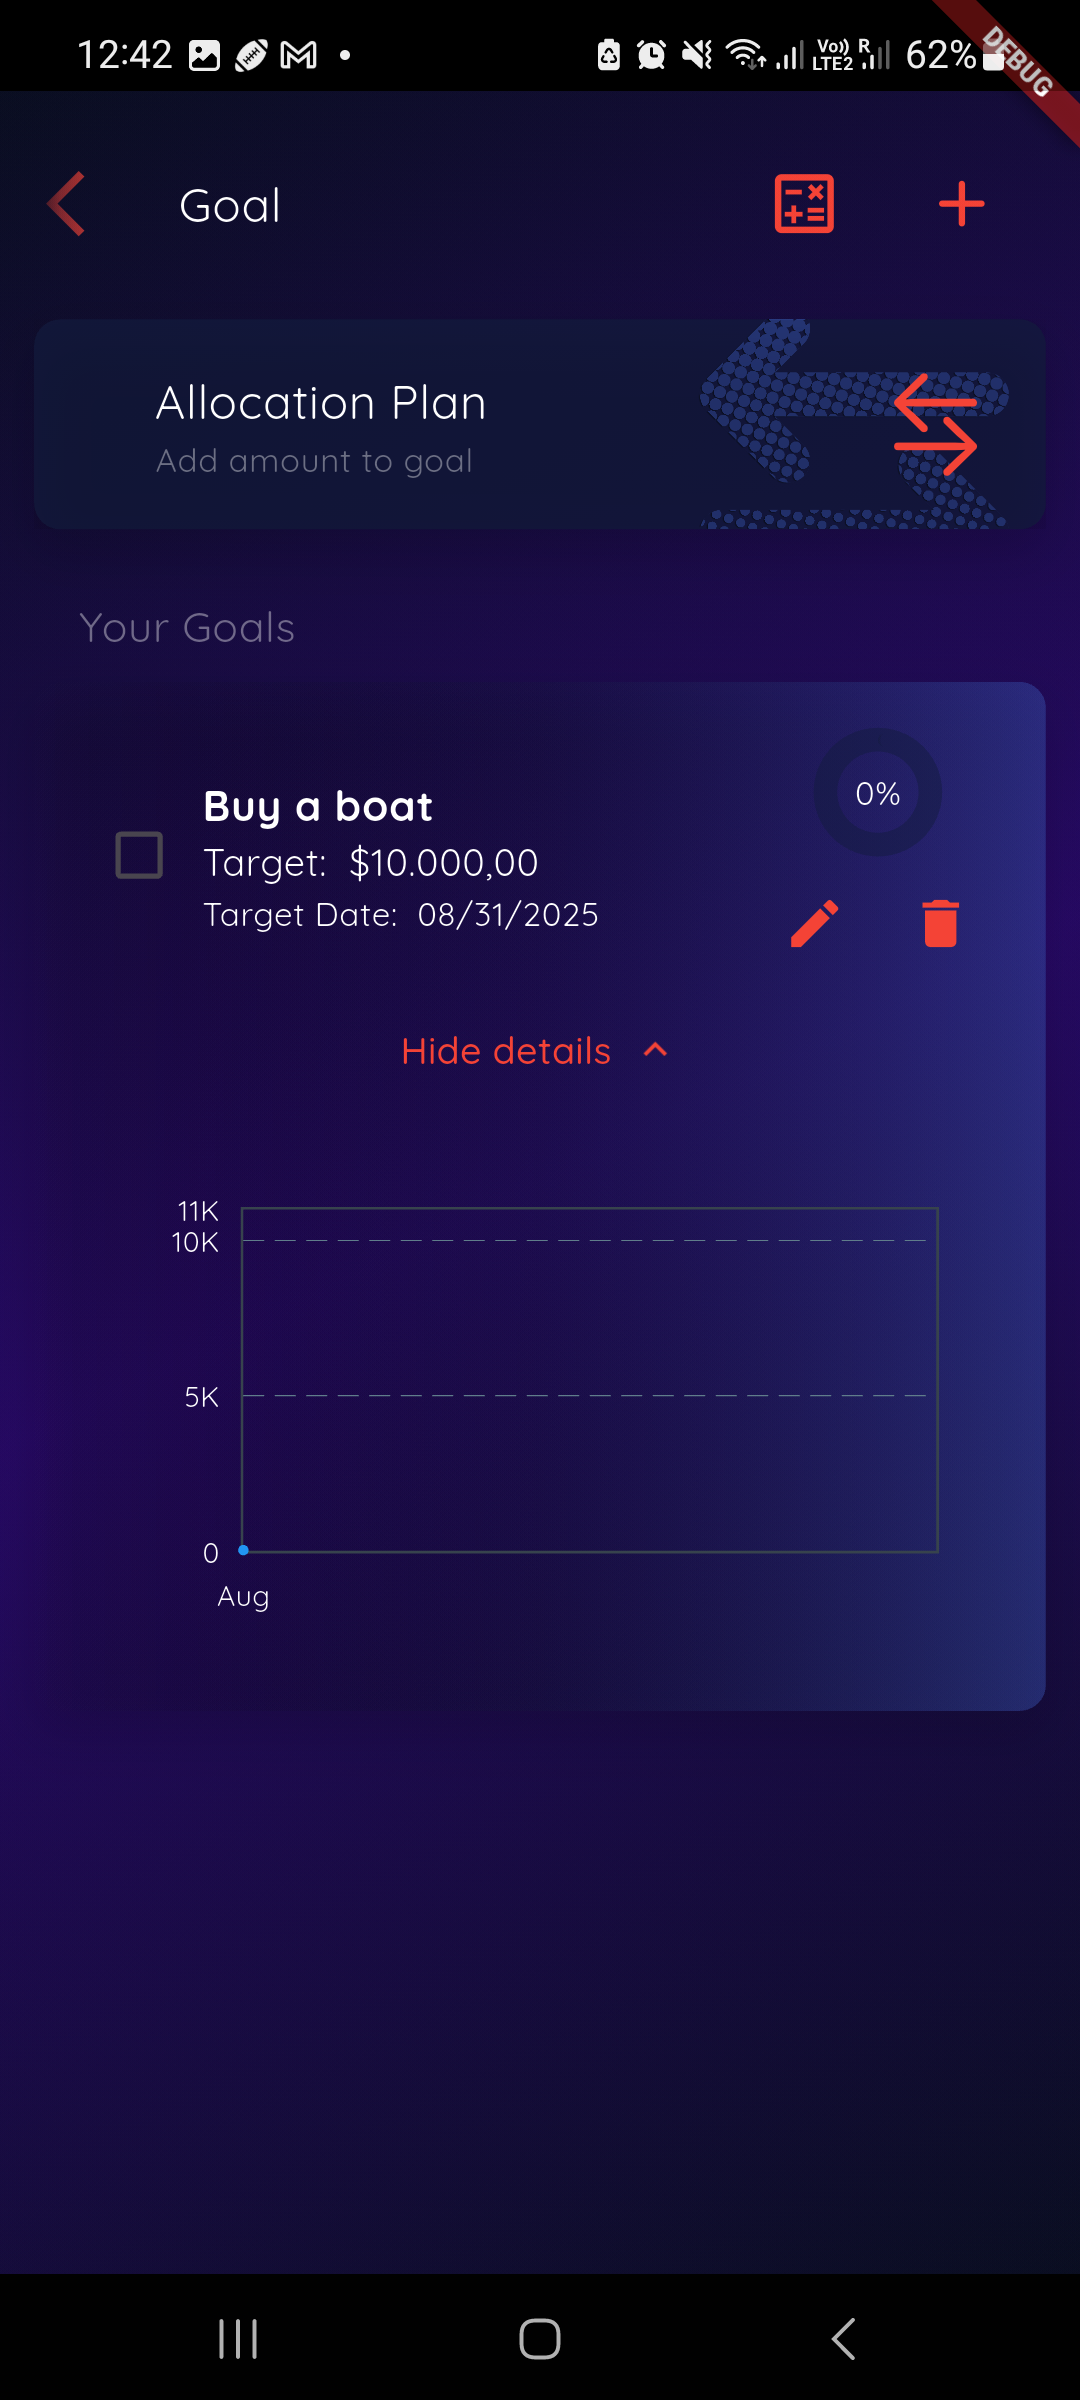 12:42
Vo))
LTE2
R
62%
DEBUG
Goal
Allocation Plan
Add amount to goal
Your Goals
Buy a boat
Target: $10.000,00
Target Date: 08/31/2025
0%
Hide details
11K
10K
5K
0
Aug